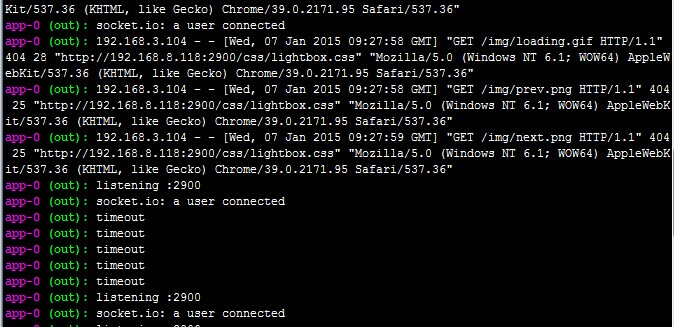 Kit/537.36 (KHTML, like Gecko) Chrome/39.0.2171.95 Safari/537.36"
app-0 (out): socket.io: a user connected
app-0 (out): 192.168.3.104 - - [Wed, 07 Jan 2015 09:27:58 GMT] "GET /img/loading.gif HTTP/1.1"
404 28 "http://192.168.8.118:2900/css/lightbox.css" "Mozilla/5.0 (Windows NT 6.1; WOW64) AppleW
ebKit/537.36 (KHTML, like Gecko) Chrome/39.0.2171.95 Safari/537.36"
app-0 (out): 192.168.3.104 - - [Wed, 07 Jan 2015 09:27:58 GMT] "GET /img/prev.png HTTP/1.1" 404
25 "http://192.168.8.118:2900/css/lightbox.css" "Mozilla/5.0 (Windows NT 6.1; WOW64) AppleWebK
it/537.36 (KHTML, like Gecko) Chrome/39.0.2171.95 Safari/537.36"
app-0 (out): 192.168.3.104 - - [Wed, 07 Jan 2015 09:27:59 GMT] "GET /img/next.png HTTP/1.1" 404
25 "http://192.168.8.118:2900/css/lightbox.css" "Mozilla/5.0 (Windows NT 6.1; WOW64) AppleWebK
it/537.36 (KHTML, like Gecko) Chrome/39.0.2171.95 Safari/537.36"
app-0 (out): listening :2900
app-0 (out): socket.io: a user connected
app-0 (out): timeout
app-0 (out): timeout
app-0 (out): timeout
app-0 (out): timeout
app-0 (out): timeout
app-0 (out): listening :2900
app-0 (out): socket.io: a user connected
app-0 (out): listening :2900